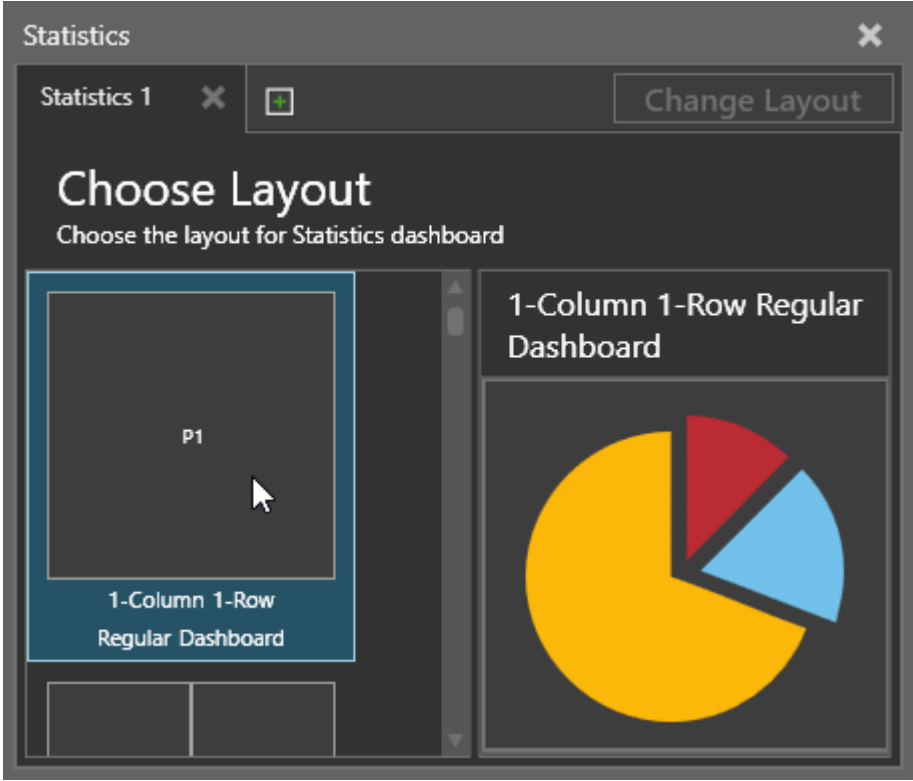 Statistics
Statistics 1
Change Layout
Choose Layout
Choose the layout for Statistics dashboard
P1
1-Column 1-Row
Regular Dashboard
1-Column 1-Row Regular
Dashboard